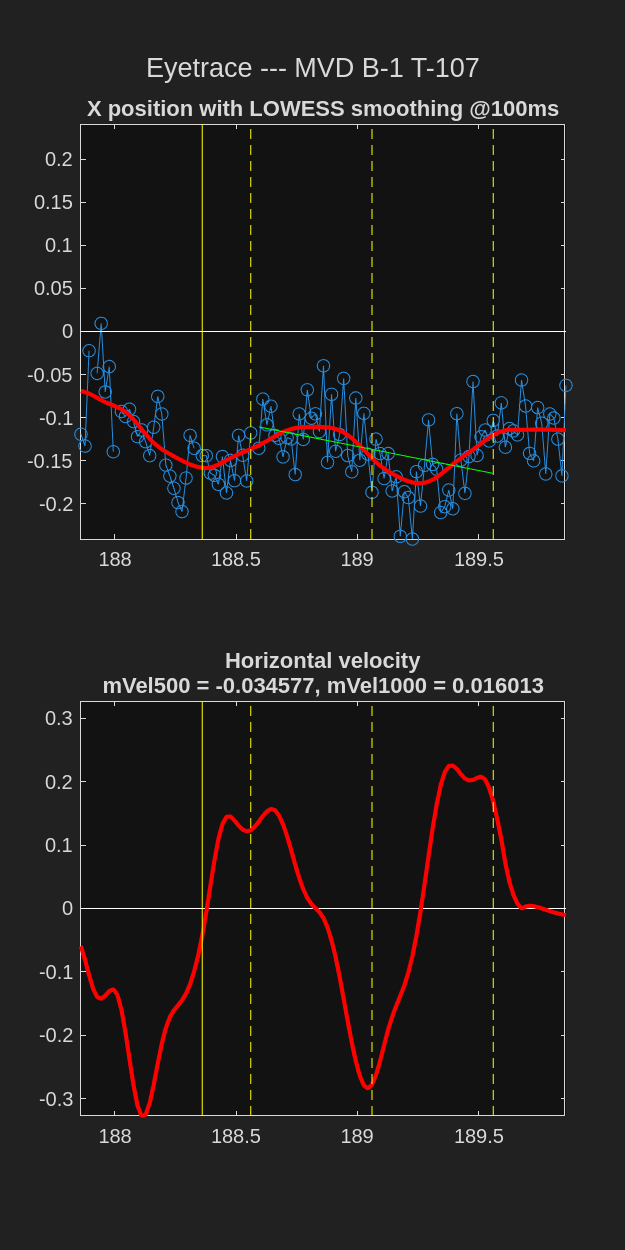 Eyetrace --- MVD B-1 T-107
X position with LOWESS smoothing @100ms
0.2
0.15
0.1
0.05
0
-0.05
-0.1
-0.15
-0.2
188 188.5 189 189.5
Horizontal velocity
mVel500 = -0.034577, mVel1000 = 0.016013
0.3
0.2
0.1
0
-0.1
-0.2
-0.3
188 188.5 189 189.5